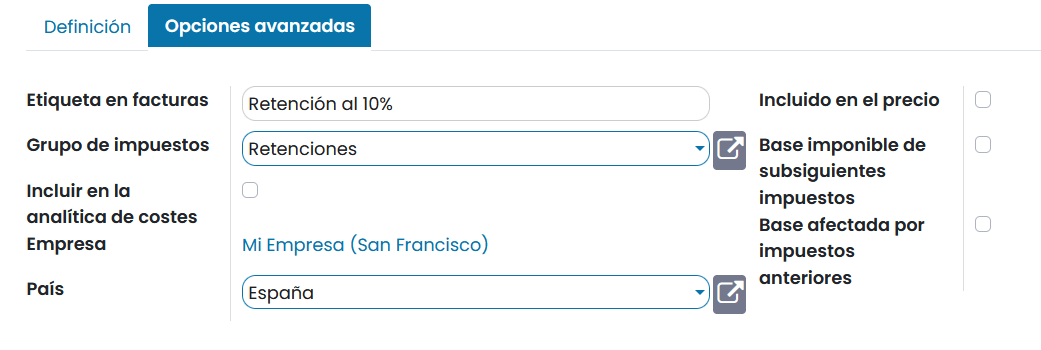 Definición
Opciones avanzadas
Etiqueta en facturas
Retención al 10%
Grupo de impuestos
Retenciones
Incluir en la
analítica de costes
Empresa
Mi Empresa (San Francisco)
País
España
Incluido en el precio
Base imponible de
subsiguientes
impuestos
Base afectada por
impuestos
anteriores